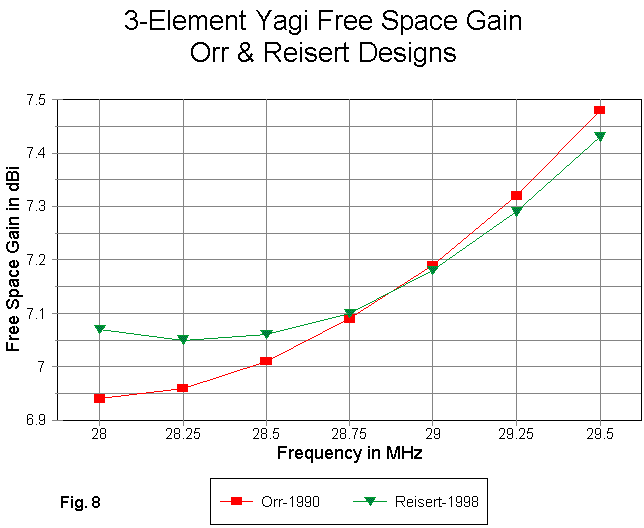 3-Element Yagi Free Space Gain
Orr & Reisert Designs
Free Space Gain in dBi
7.5
7.4
7.3
7.2
7.1
7
6.9
28 28.25 28.5 28.75 29 29.25 29.5
Frequency in MHz
Fig. 8
Orr-1990 Reisert-1998